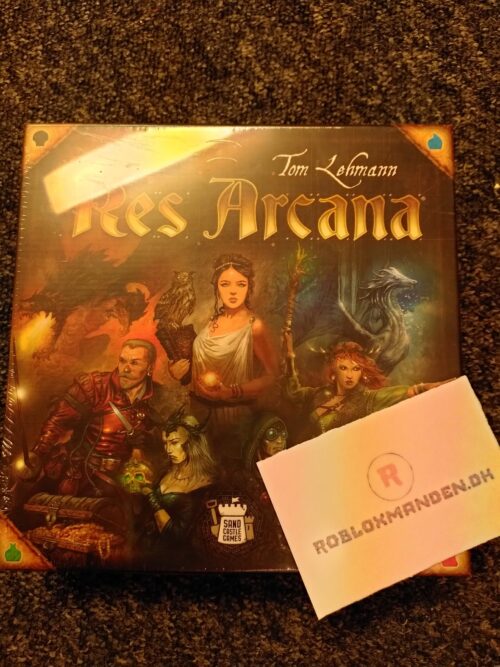 Tom Lehmann
Res Arcana
SAND
CASTLE
GAMES
R
ROBLOXMANDEN.DK